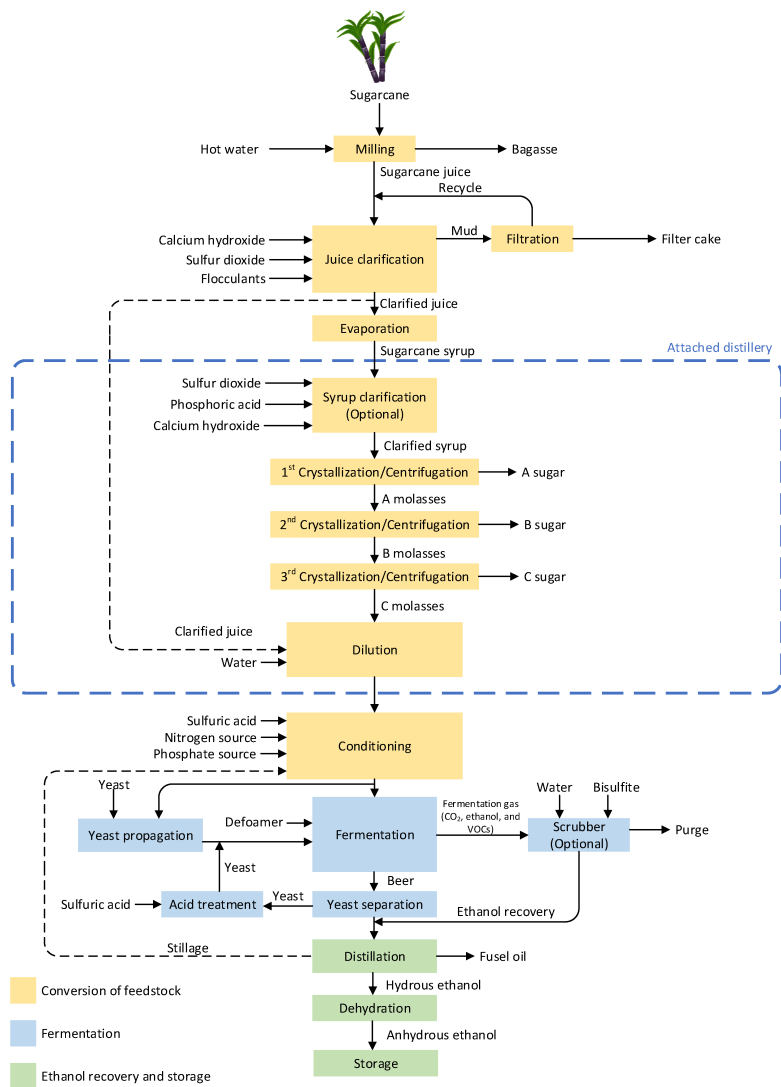 Sugarcane
Hot water
Milling
Bagasse
Sugarcane juice
Recycle
Calcium hydroxide
Sulfur dioxide
Flocculants
Juice clarification
Mud
Filtration
Filter cake
Clarified juice
Evaporation
Sugarcane syrup
Attached distillery
Sulfur dioxide
Phosphoric acid
Calcium hydroxide
Syrup clarification
(Optional)
Clarified syrup
1st Crystallization/Centrifugation
A sugar
A molasses
2nd Crystallization/Centrifugation
B sugar
B molasses
3rd Crystallization/Centrifugation
C sugar
C molasses
Clarified juice
Water
Dilution
Sulfuric acid
Nitrogen source
Phosphate source
Conditioning
Yeast
Yeast propagation
Defoamer
Fermentation
Fermentation gas
(CO2, ethanol, and
VOCs)
Water
Bisulfite
Scrubber
(Optional)
Purge
Yeast
Beer
Sulfuric acid
Acid treatment
Yeast
Yeast separation
Ethanol recovery
Stillage
Distillation
Fusel oil
Hydrous ethanol
Dehydration
Anhydrous ethanol
Storage
Conversion of feedstock
Fermentation
Ethanol recovery and storage